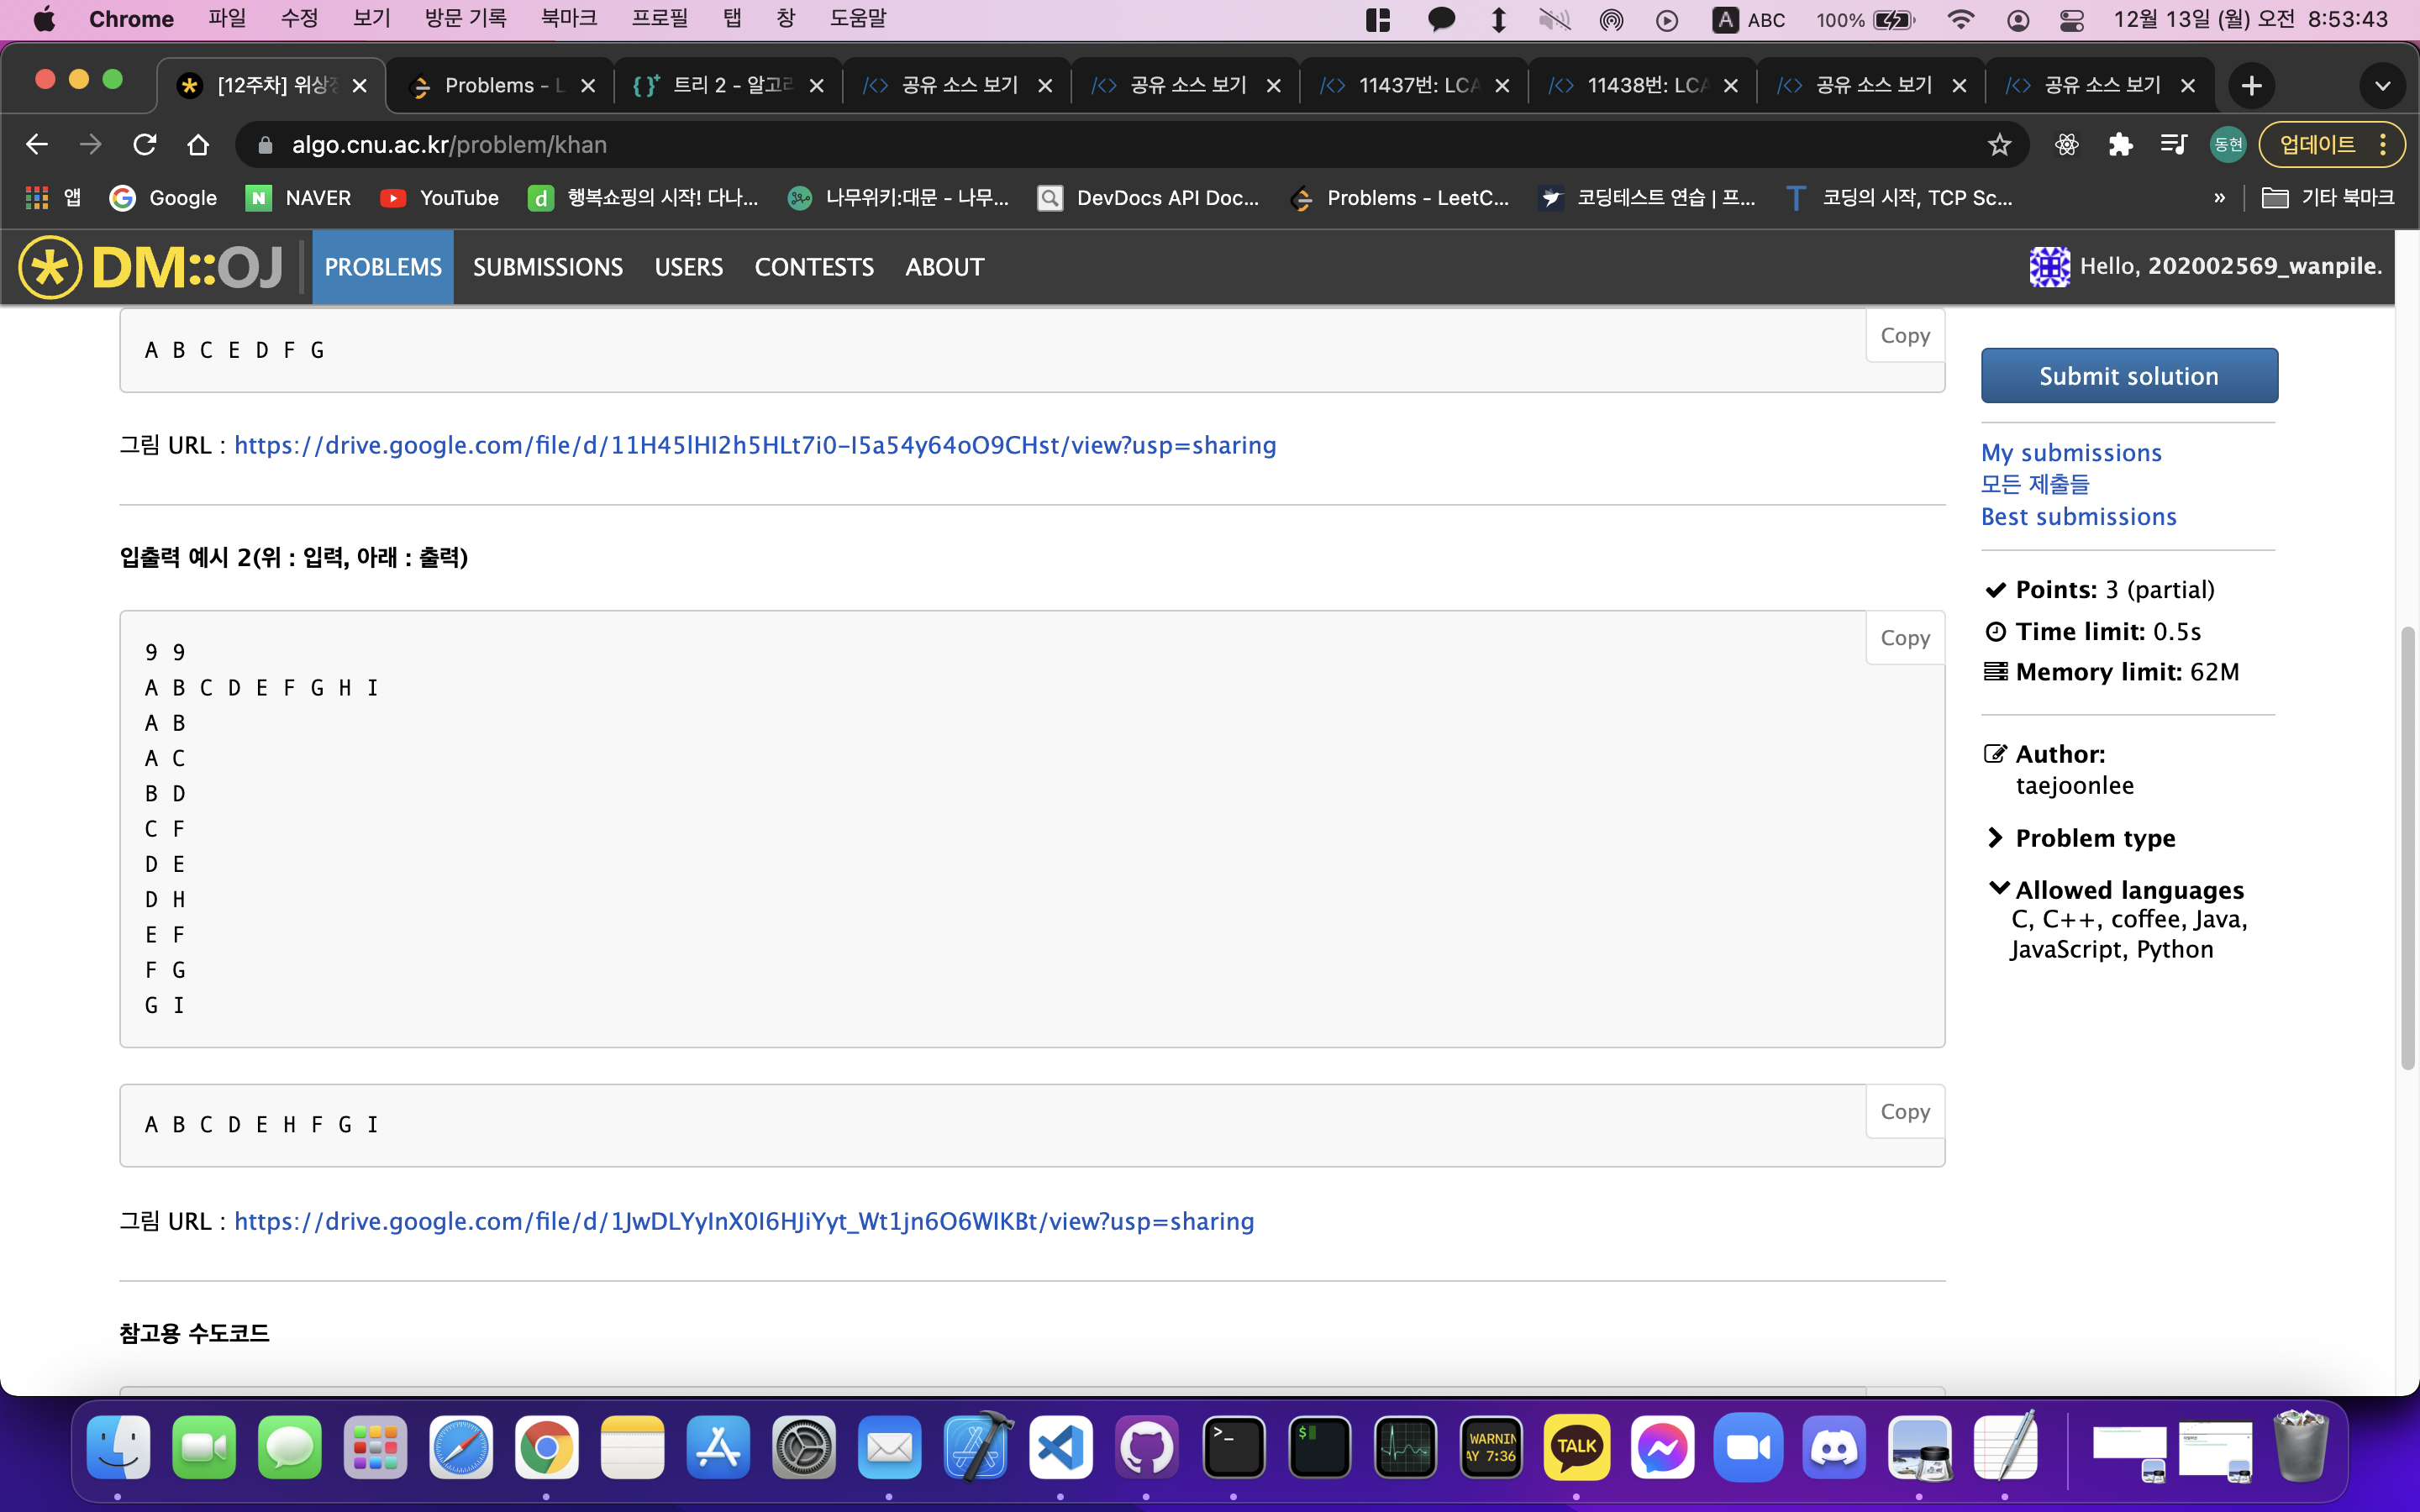 Chrome 파일 수정 보기 방문 기록 북마크 프로필 탭 창 도움말 A ABC 100% 12월 13일 (월) 오전 8:53:43
[12주차] 위상정 Problems - L 트리 2 - 알고리 공유 소스 보기 공유 소스 보기 11437번: LCA 11438번: LCA 공유 소스 보기 공유 소스 보기
algo.cnu.ac.kr/problem/khan 동현 업데이트
앱 Google NAVER YouTube 행복쇼핑의 시작! 다나... 나무위키:대문 - 나무... DevDocs API Doc... Problems - LeetC... 코딩테스트 연습 | 프... 코딩의 시작, TCP Sc... » 기타 북마크
DM::OJ PROBLEMS SUBMISSIONS USERS CONTESTS ABOUT Hello, 202002569_wanpile.
Copy
A B C E D F G
그림 URL : https://drive.google.com/file/d/11H45lHI2h5HLt7i0-I5a54y64oO9CHst/view?usp=sharing
입출력 예시 2(위 : 입력, 아래 : 출력)
Copy
9 9
A B C D E F G H I
A B
A C
B D
C F
D E
D H
E F
F G
G I
Copy
A B C D E H F G I
그림 URL : https://drive.google.com/file/d/1JwDLYyInX0I6HJiYyt_Wt1jn6O6WIKBt/view?usp=sharing
참고용 수도코드
Submit solution
My submissions
모든 제출들
Best submissions
Points: 3 (partial)
Time limit: 0.5s
Memory limit: 62M
Author:
taejoonlee
Problem type
Allowed languages
C, C++, coffee, Java,
JavaScript, Python
WARNIN
AY 7:36
TALK